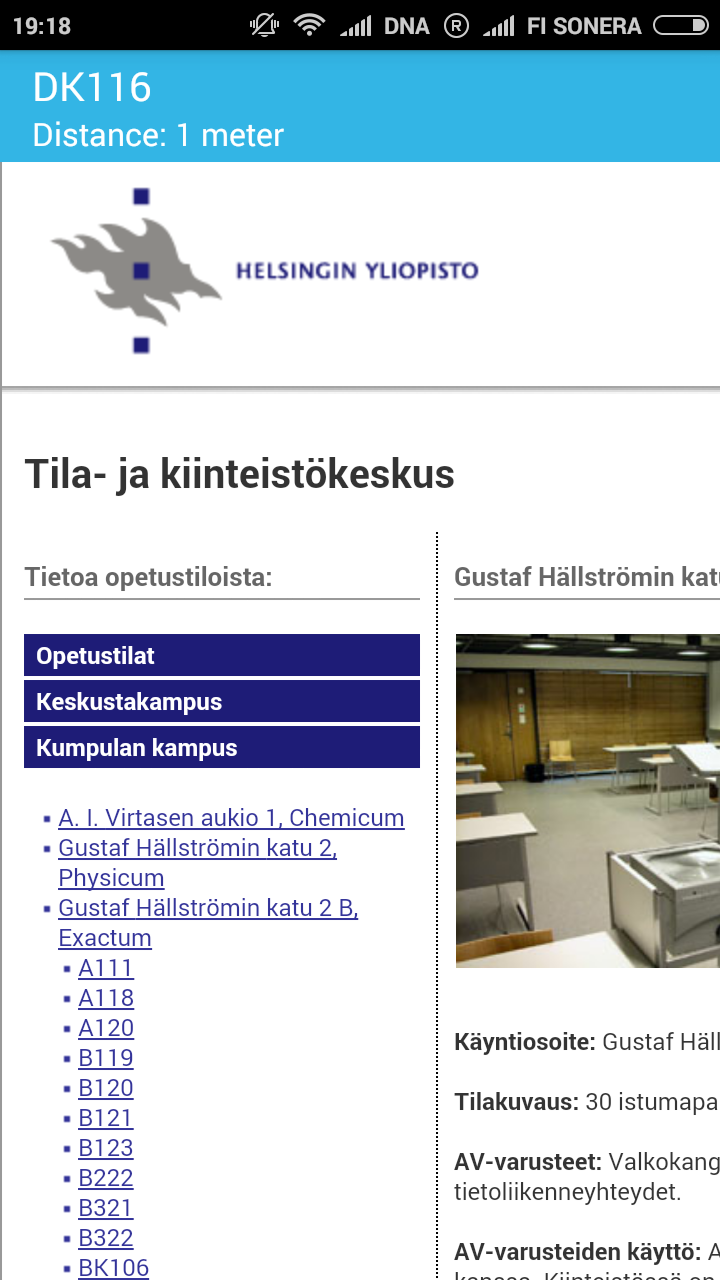 19:18
DNA
R
FI SONERA
DK116
Distance: 1 meter
HELSINGIN YLIOPISTO
Tila- ja kiinteistökeskus
Tietoa opetustiloista:
Opetustilat
Keskustakampus
Kumpulan kampus
A. I. Virtasen aukio 1, Chemicum
Gustaf Hällströmin katu 2,
Physicum
Gustaf Hällströmin katu 2 B,
Exactum
A111
A118
A120
B119
B120
B121
B123
B222
B321
B322
BK106
Gustaf Hällströmin kat
Käyntiosoite: Gustaf Häll
Tilakuvaus: 30 istumapa
AV-varusteet: Valkokang
tietoliikenneyhteydet.
AV-varusteiden käyttö: A